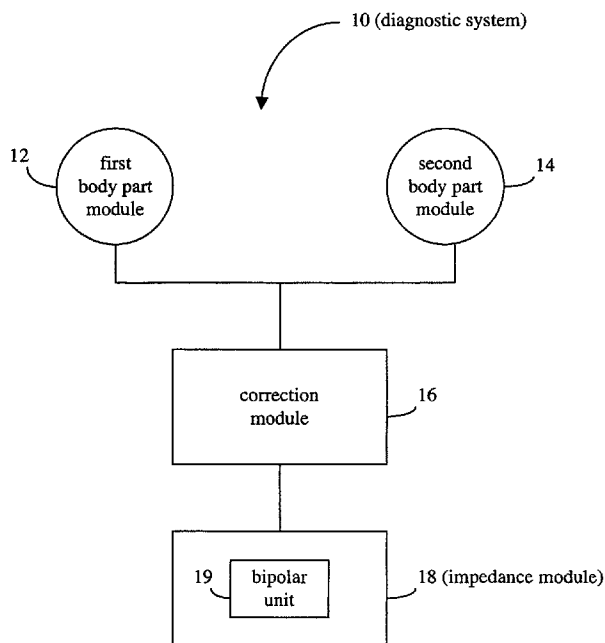 10 (diagnostic system)
12
first
body part
module
second
body part
module
14
correction
module
16
19
bipolar
unit
18 (impedance module)